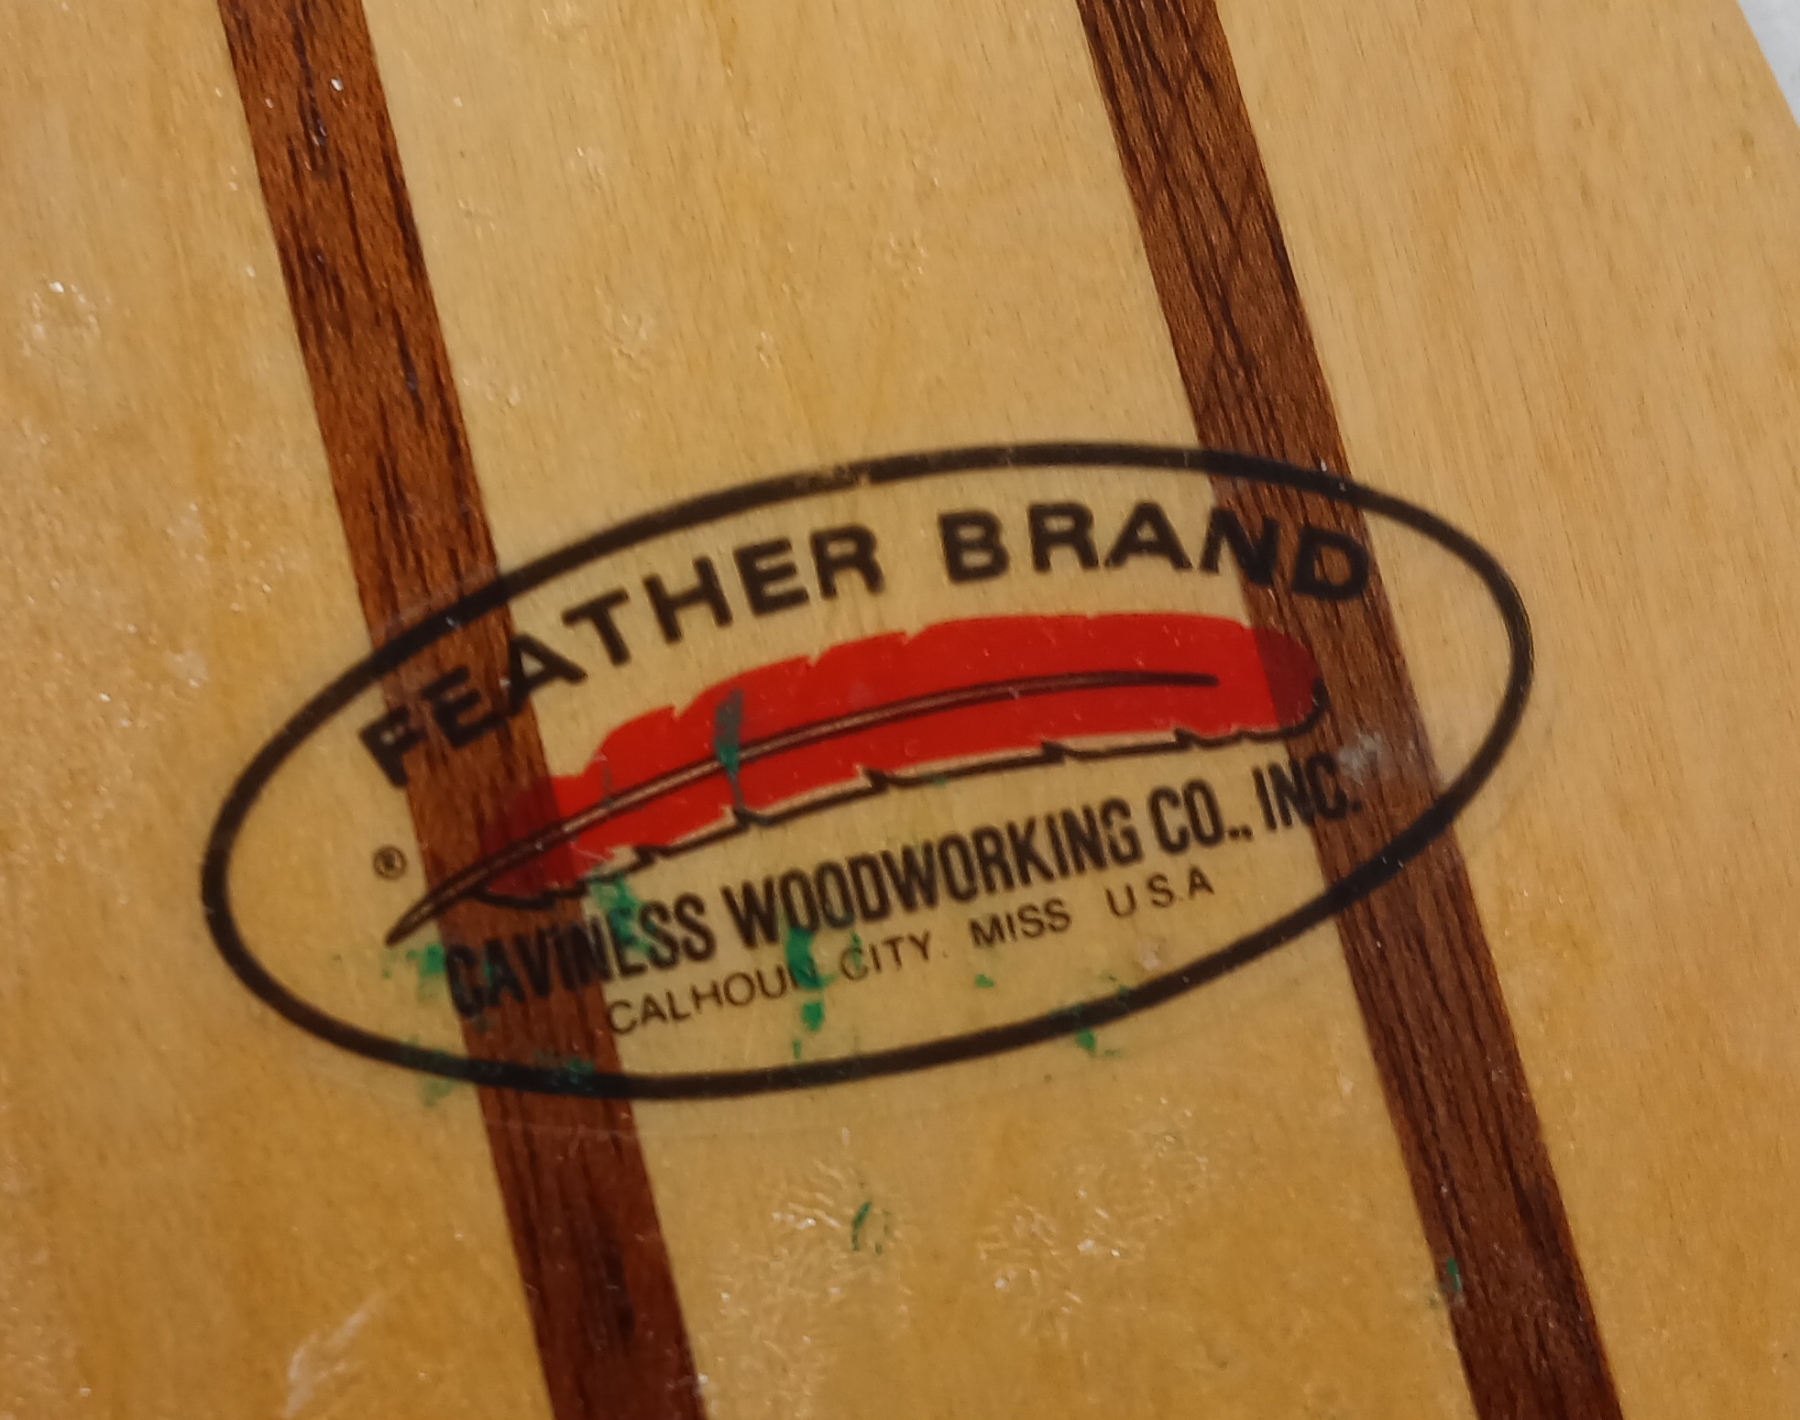 FEATHER BRAND
®
CAVINESS WOODWORKING CO., INC.
CALHOUN CITY. MISS U.S.A